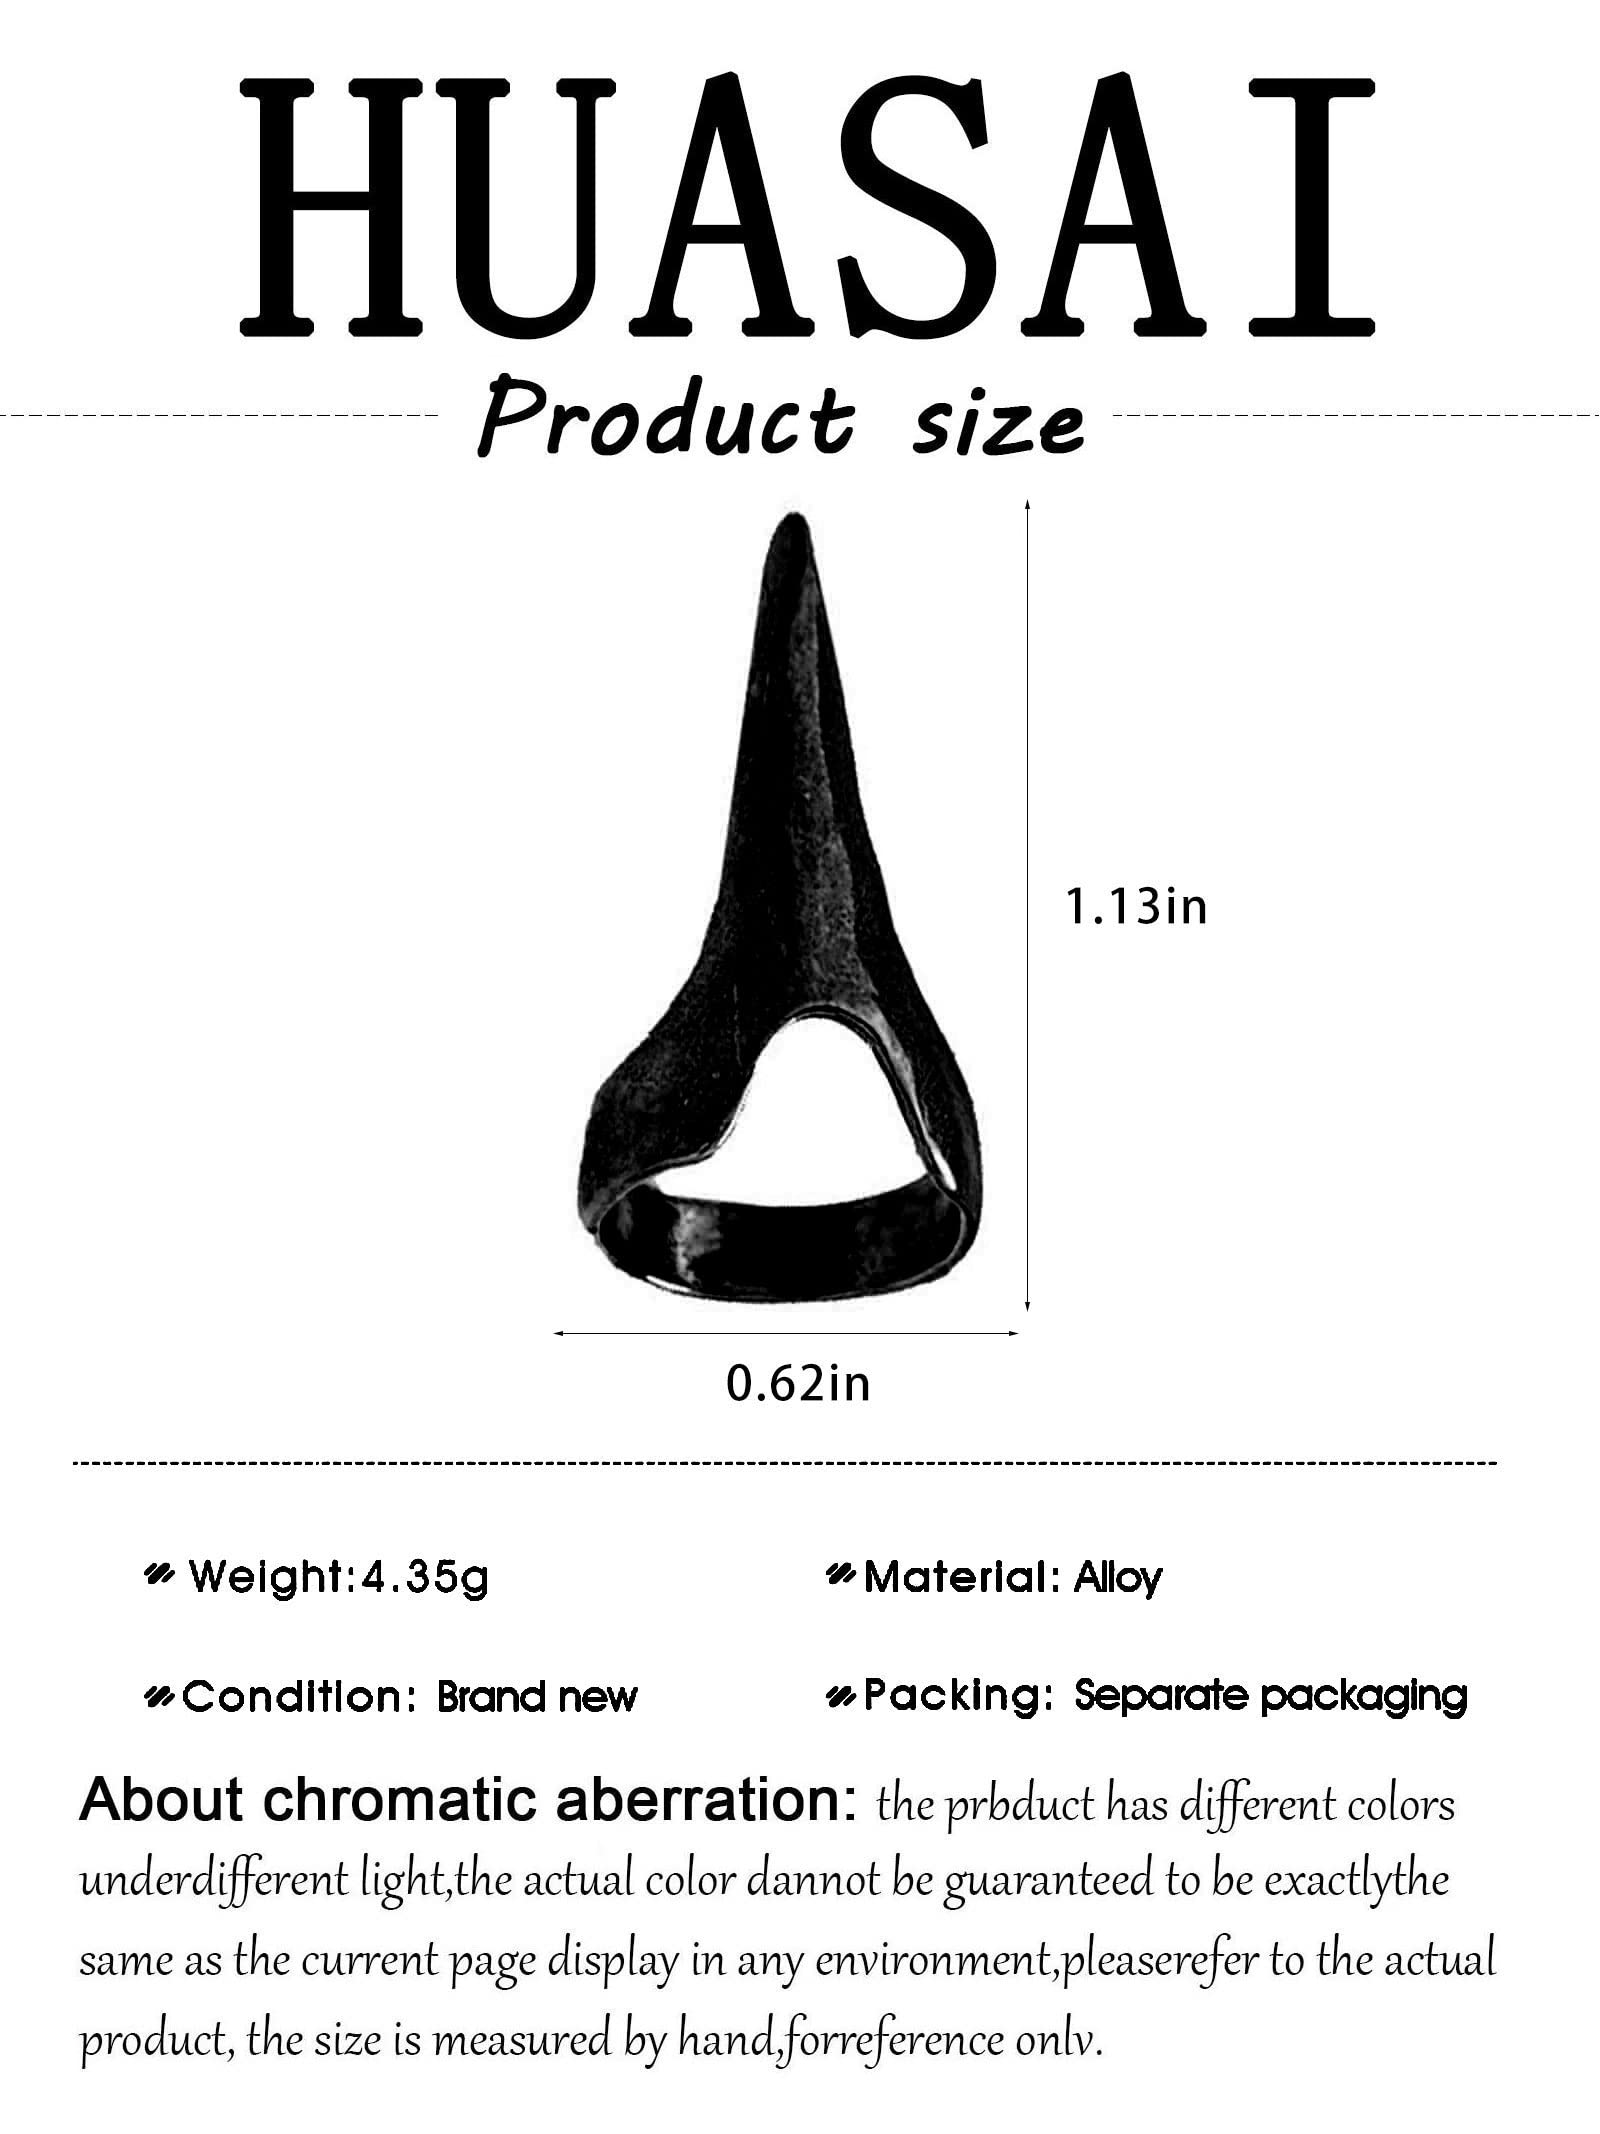 HUASAI
Product size
1.13in
0.62in
Weight:4.35g
Material: Alloy
Condition: Brand new
Packing: Separate packaging
About chromatic aberration: the prbduct has different colors
underdifferent light,the actual color dannot be guaranteed to be exactlythe
same as the current page display in any environment,pleaserefer to the actual
product, the size is measured by hand,forreference onlv.